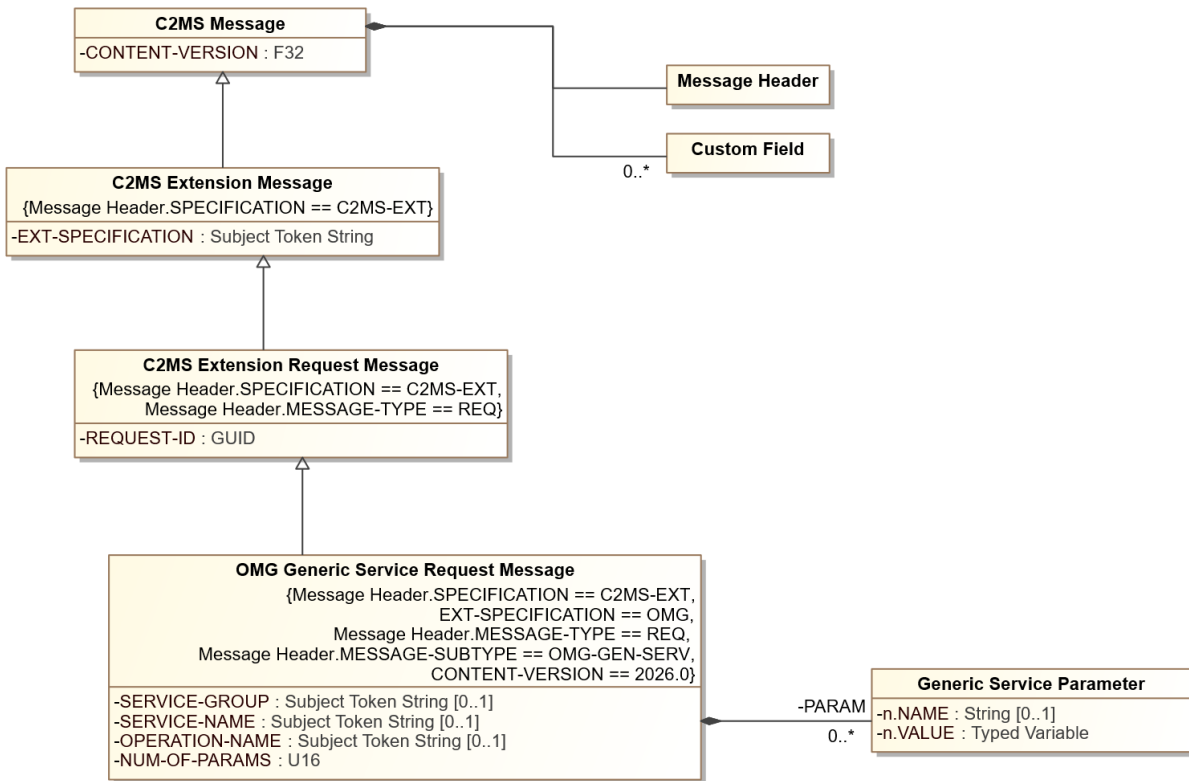 C2MS Message
-CONTENT-VERSION : F32
Message Header
Custom Field
0..*
C2MS Extension Message
{Message Header.SPECIFICATION == C2MS-EXT}
-EXT-SPECIFICATION : Subject Token String
C2MS Extension Request Message
{Message Header.SPECIFICATION == C2MS-EXT,
Message Header.MESSAGE-TYPE == REQ}
-REQUEST-ID : GUID
OMG Generic Service Request Message
{Message Header.SPECIFICATION == C2MS-EXT,
EXT-SPECIFICATION == OMG,
Message Header.MESSAGE-TYPE == REQ,
Message Header.MESSAGE-SUBTYPE == OMG-GEN-SERV,
CONTENT-VERSION == 2026.0}
-SERVICE-GROUP : Subject Token String [0..1]
-SERVICE-NAME : Subject Token String [0..1]
-OPERATION-NAME : Subject Token String [0..1]
-NUM-OF-PARAMS : U16
-PARAM
0..*
Generic Service Parameter
-n.NAME : String [0..1]
-n.VALUE : Typed Variable